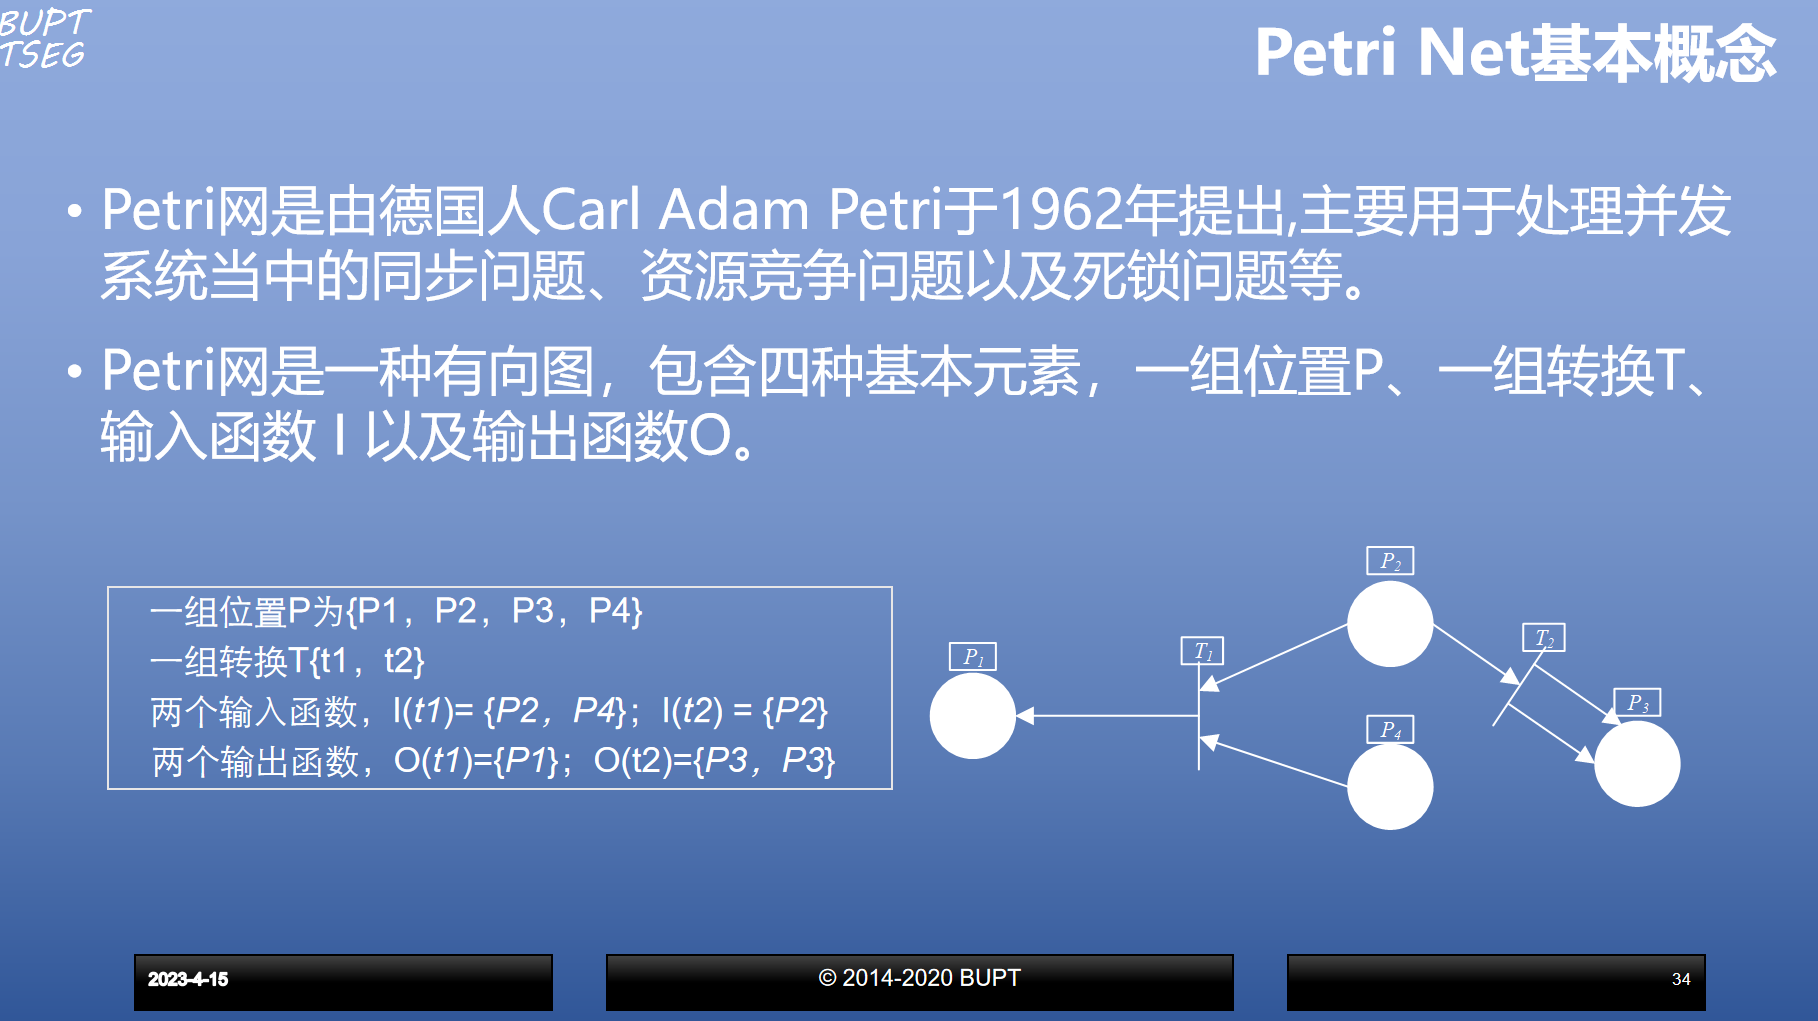 BUPT
TSEG
Petri Net基本概念
• Petri网是由德国人Carl Adam Petri于1962年提出,主要用于处理并发
系统当中的同步问题、资源竞争问题以及死锁问题等。
• Petri网是一种有向图，包含四种基本元素，一组位置P、一组转换T、
输入函数 I 以及输出函数O。
一组位置P为{P1，P2，P3，P4}
一组转换T{t1，t2}
两个输入函数，I(t1)= {P2，P4}；I(t2) = {P2}
两个输出函数，O(t1)={P1}；O(t2)={P3，P3}
P2
T2
T1
P1
P3
P4
2023-4-15
© 2014-2020 BUPT
34